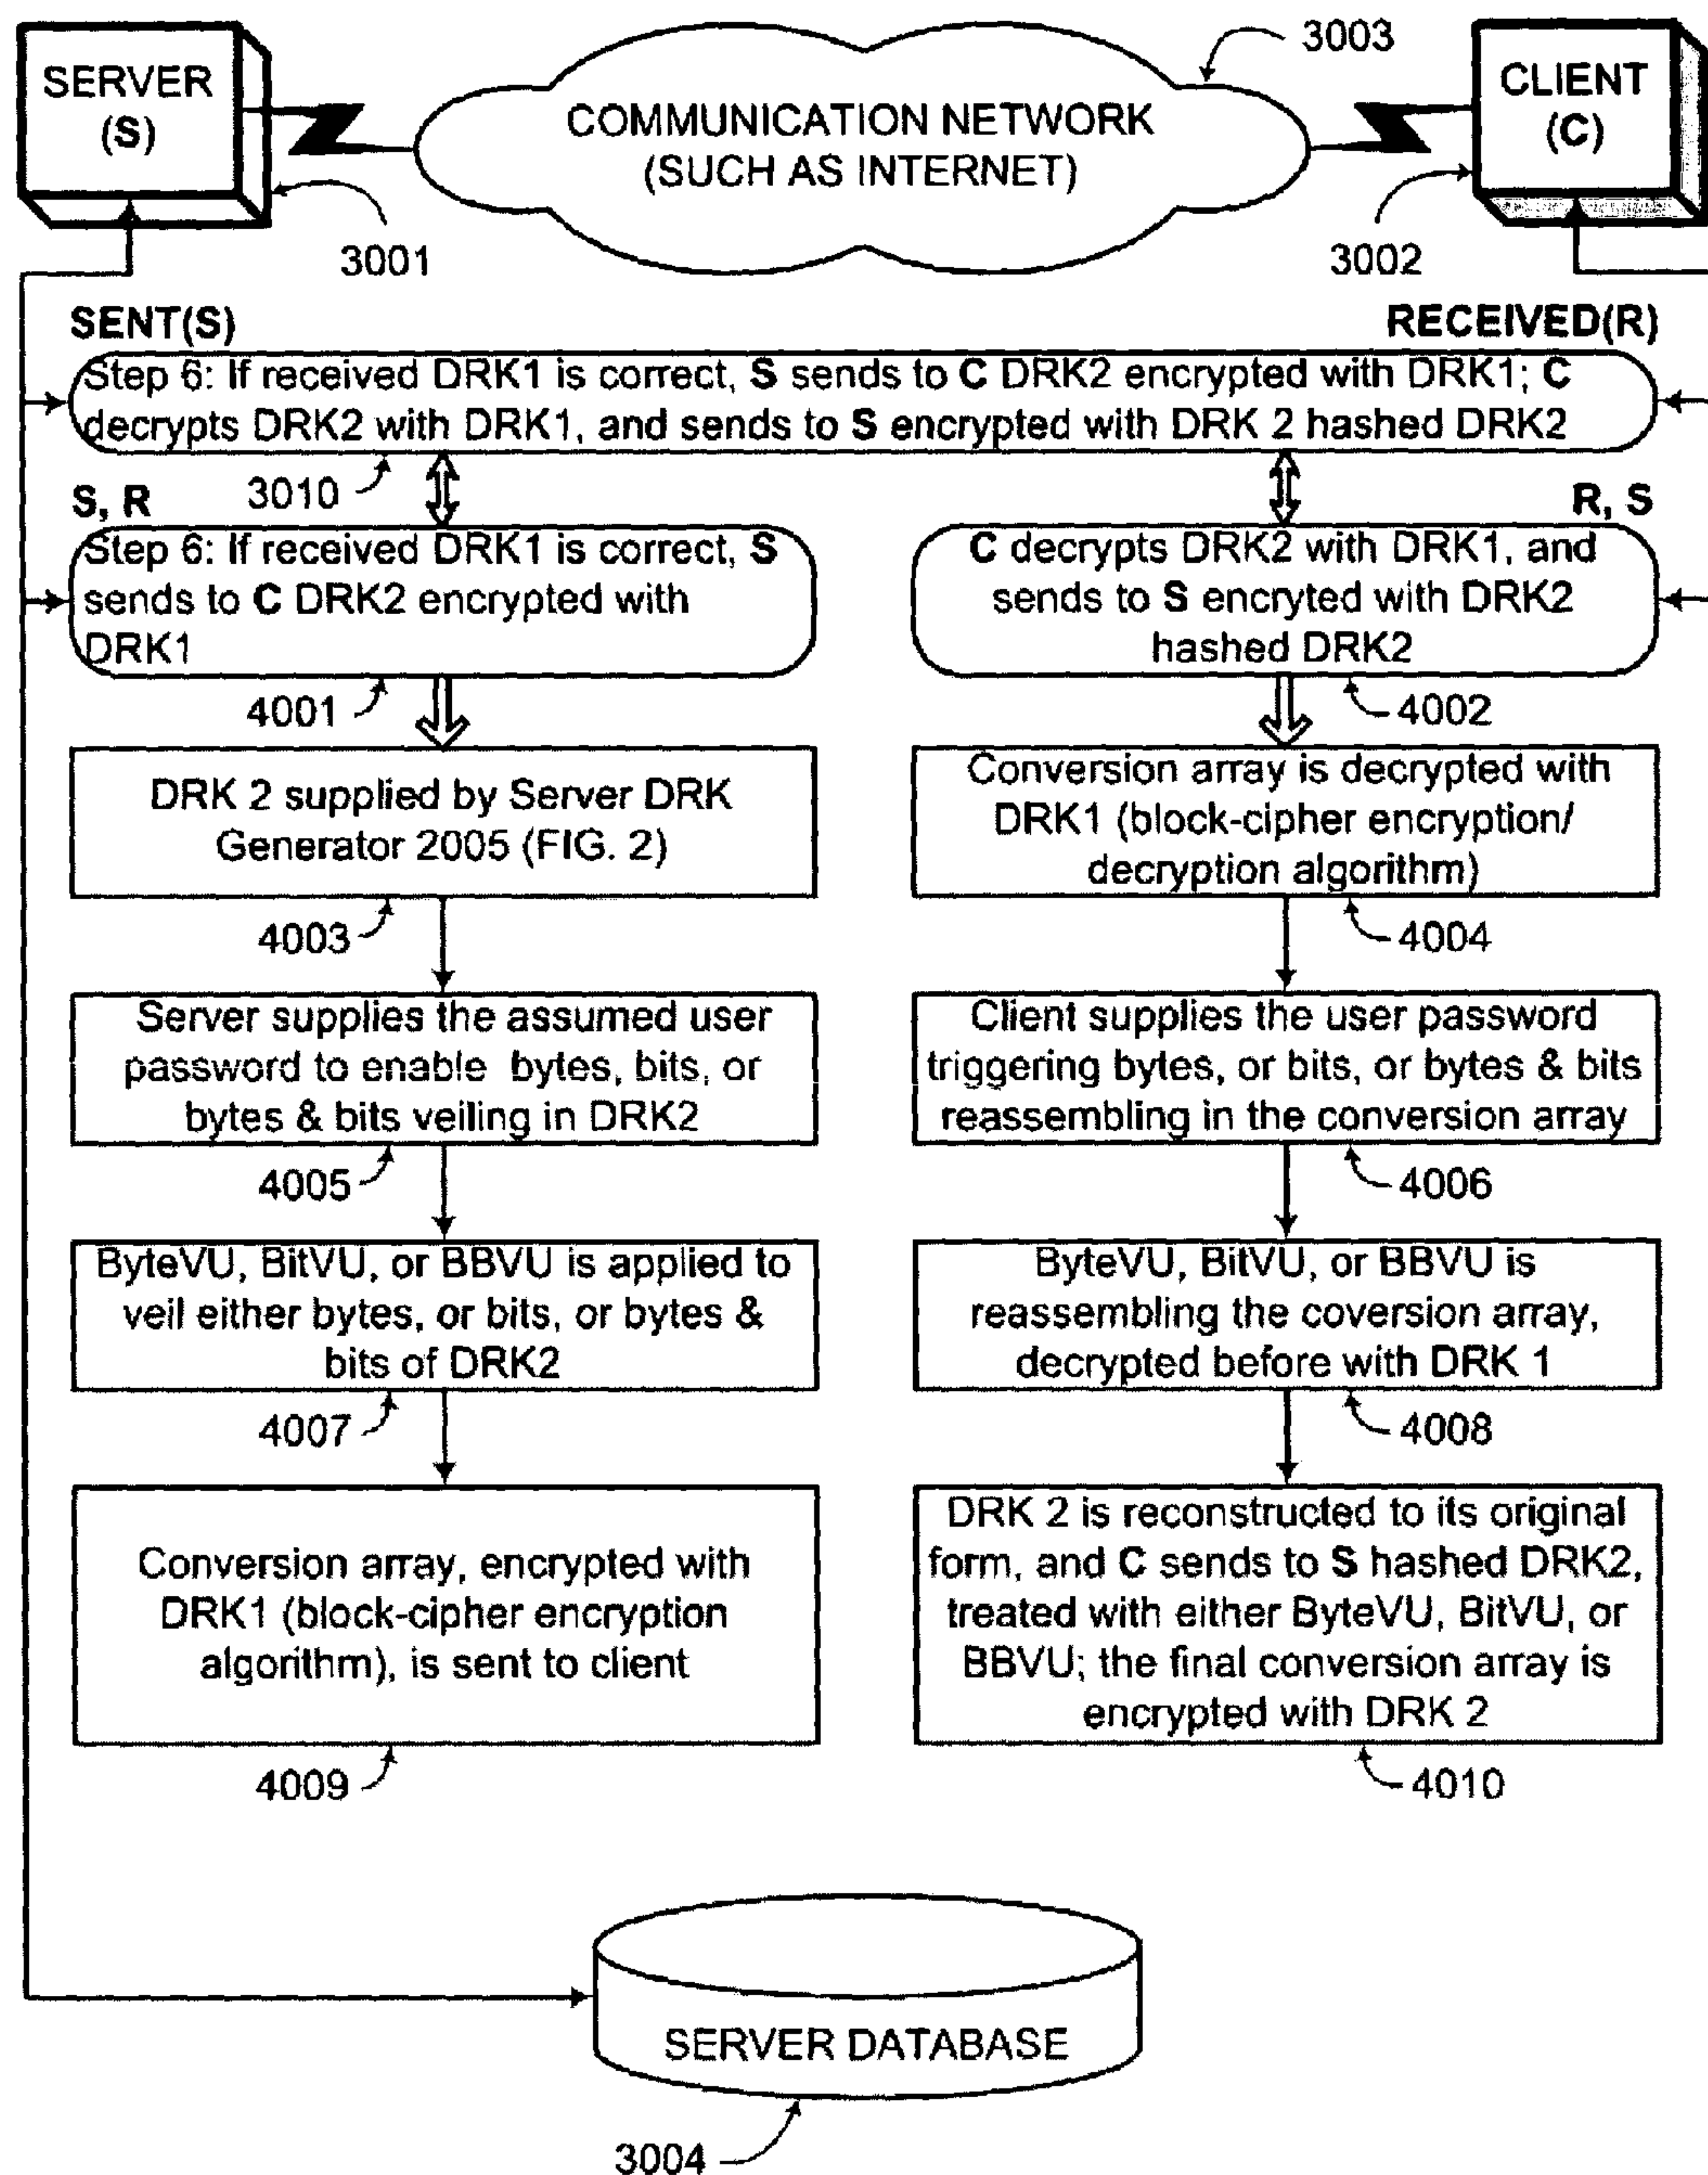 SERVER
(S)
3001
COMMUNICATION NETWORK
(SUCH AS INTERNET)
3003
CLIENT
(C)
3002
SENT(S)
RECEIVED(R)
Step 6: If received DRK1 is correct, S sends to C DRK2 encrypted with DRK1; C
decrypts DRK2 with DRK1, and sends to S encrypted with DRK 2 hashed DRK2
3010
S, R
R, S
Step 6: If received DRK1 is correct, S
sends to C DRK2 encrypted with
DRK1
4001
C decrypts DRK2 with DRK1, and
sends to S encryted with DRK2
hashed DRK2
4002
DRK 2 supplied by Server DRK
Generator 2005 (FIG. 2)
4003
Conversion array is decrypted with
DRK1 (block-cipher encryption/
decryption algorithm)
4004
Server supplies the assumed user
password to enable bytes, bits, or
bytes & bits veiling in DRK2
4005
Client supplies the user password
triggering bytes, or bits, or bytes & bits
reassembling in the conversion array
4006
ByteVU, BitVU, or BBVU is applied to
veil either bytes, or bits, or bytes &
bits of DRK2
4007
ByteVU, BitVU, or BBVU is
reassembling the coversion array,
decrypted before with DRK 1
4008
Conversion array, encrypted with
DRK1 (block-cipher encryption
algorithm), is sent to client
4009
DRK 2 is reconstructed to its original
form, and C sends to S hashed DRK2,
treated with either ByteVU, BitVU, or
BBVU; the final conversion array is
encrypted with DRK 2
4010
SERVER DATABASE
3004